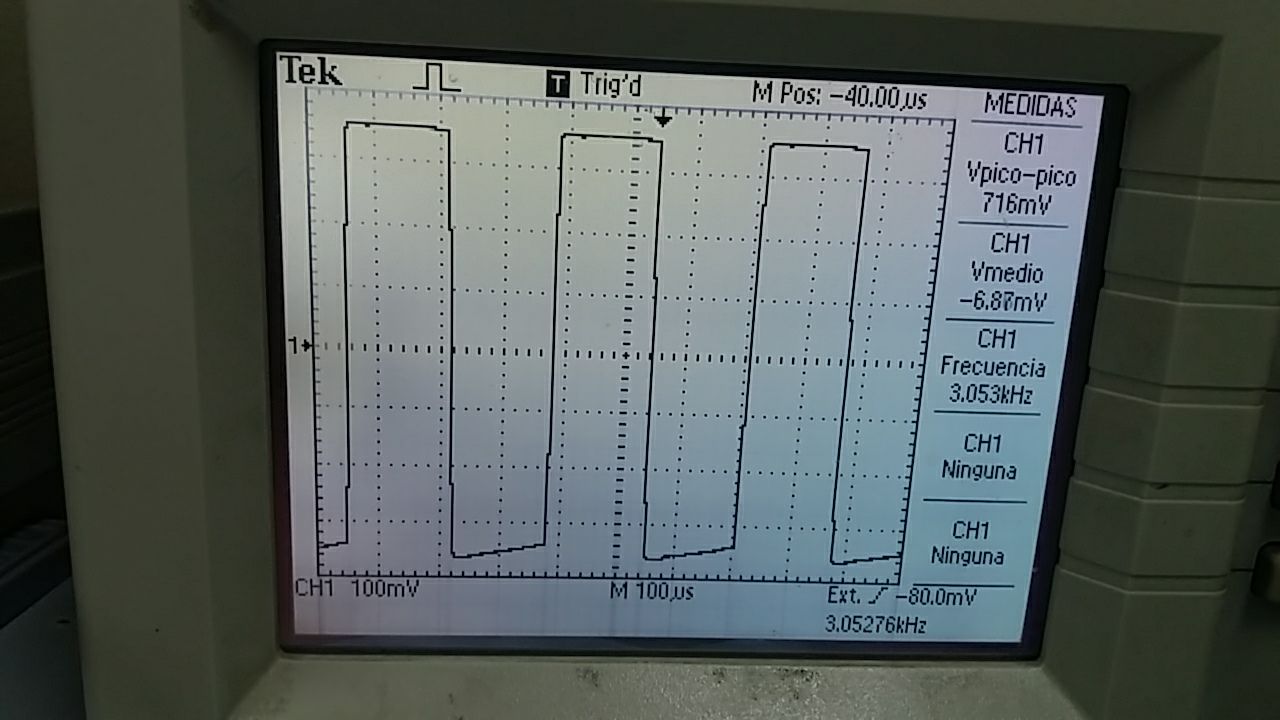 Tek T Trig'd M Pos: -40.00µs MEDIDAS
CH1
Vpico-pico
716mV
CH1
Vmedio
-6.87mV
CH1
Frecuencia
3.053kHz
CH1
Ninguna
CH1
Ninguna
1
CH1 100mV M 100µs Ext. -80.0mV
3.05276kHz